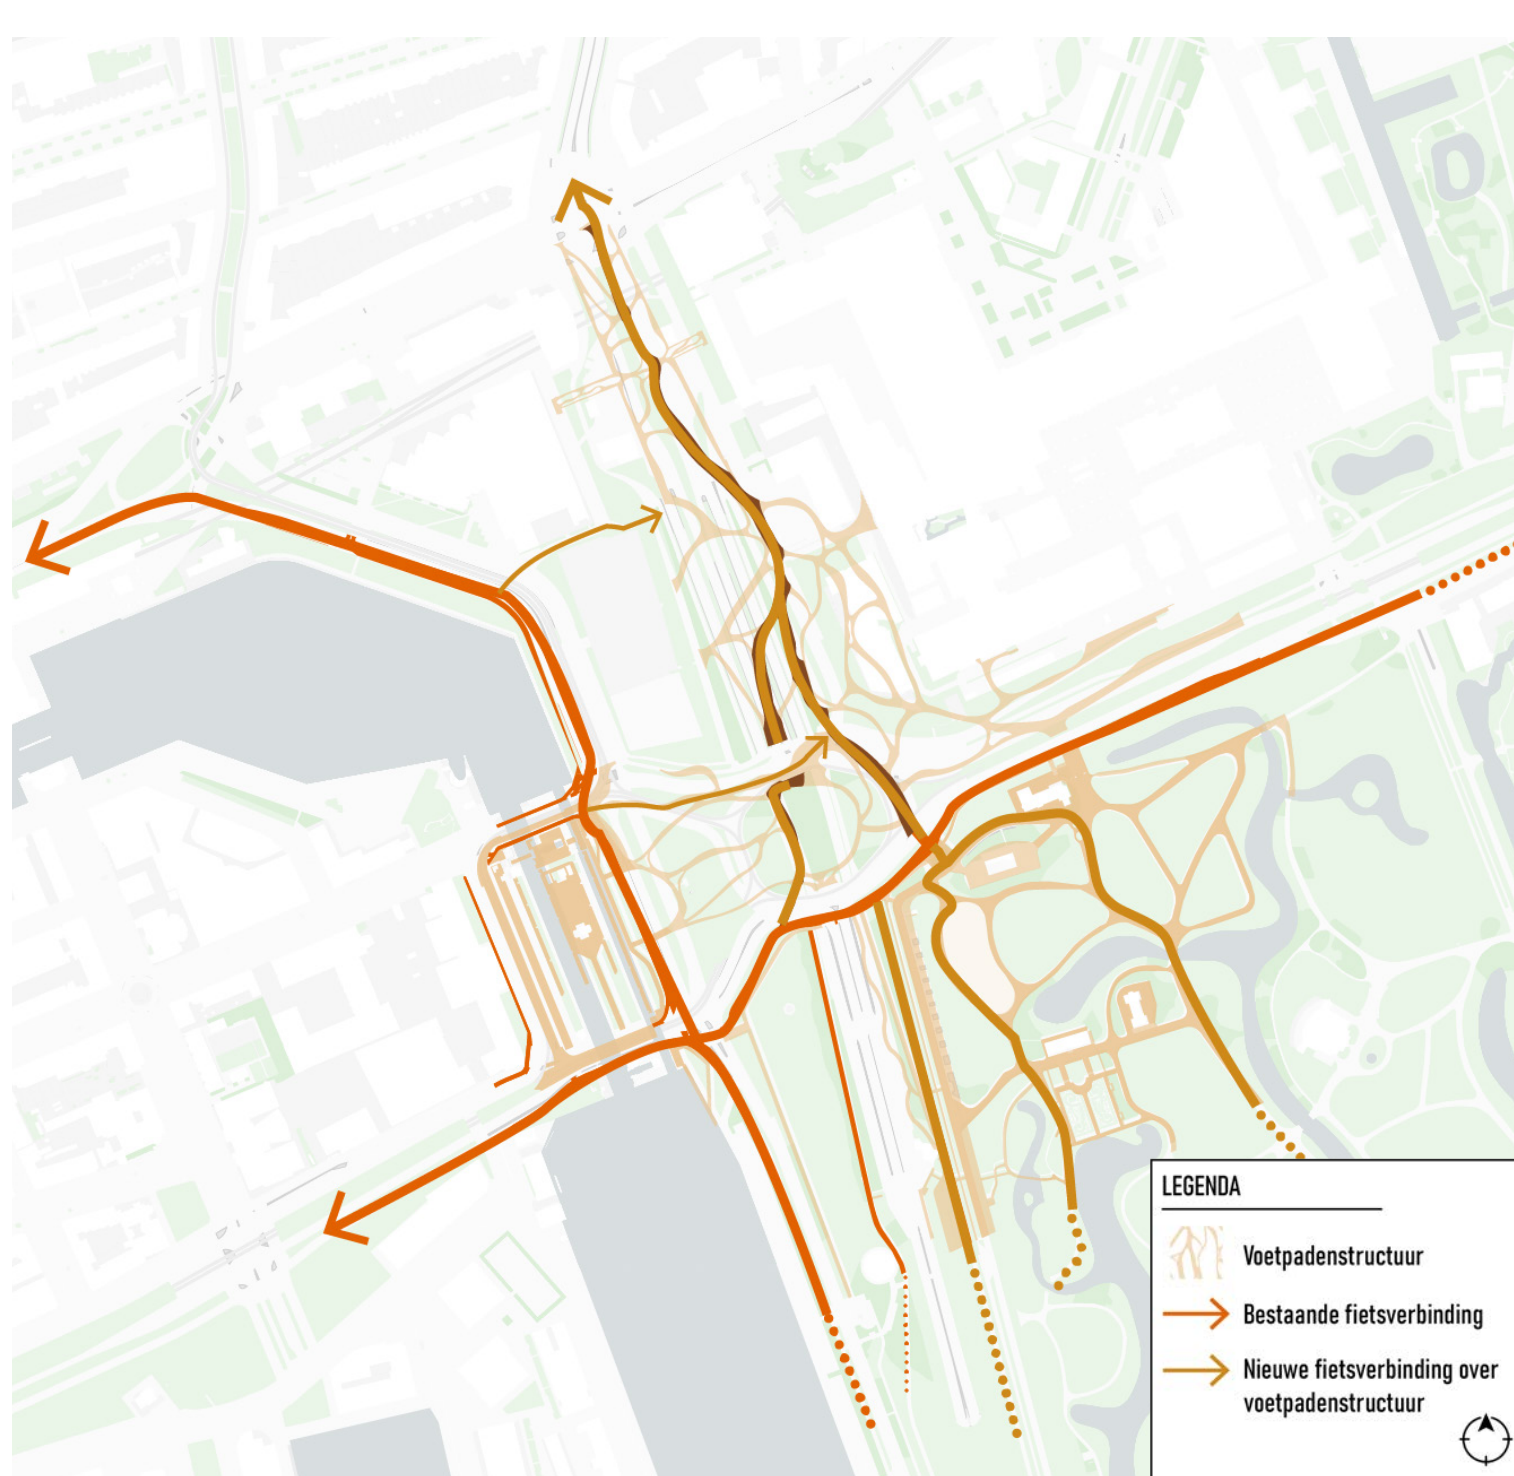 LEGENDA
Voetpadenstructuur
Bestaande fietsverbinding
Nieuwe fietsverbinding over
voetpadenstructuur